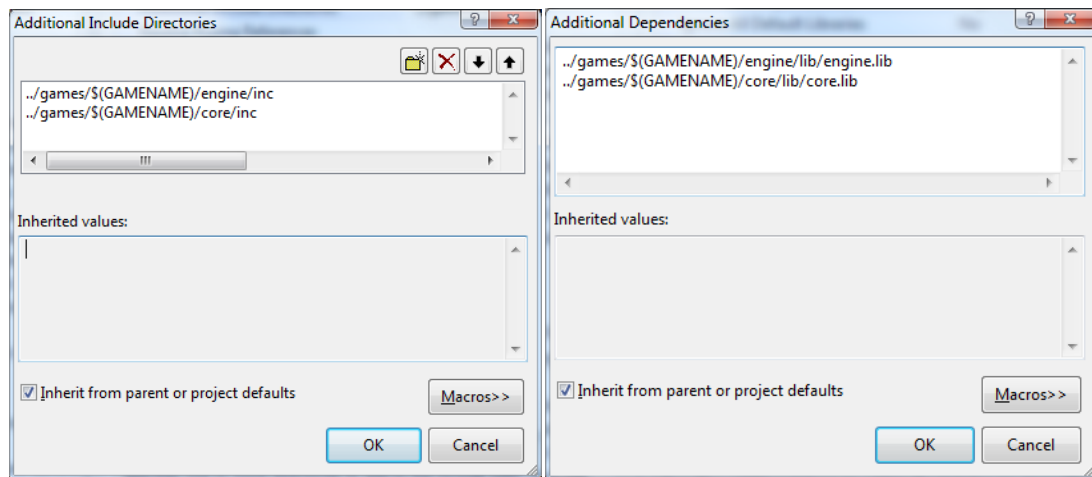 Additional Include Directories
../games/$(GAMENAME)/engine/inc
../games/$(GAMENAME)/core/inc
Inherited values:
Inherit from parent or project defaults
Macros>>
OK
Cancel
Additional Dependencies
../games/$(GAMENAME)/engine/lib/engine.lib
../games/$(GAMENAME)/core/lib/core.lib
Inherited values:
Inherit from parent or project defaults
Macros>>
OK
Cancel